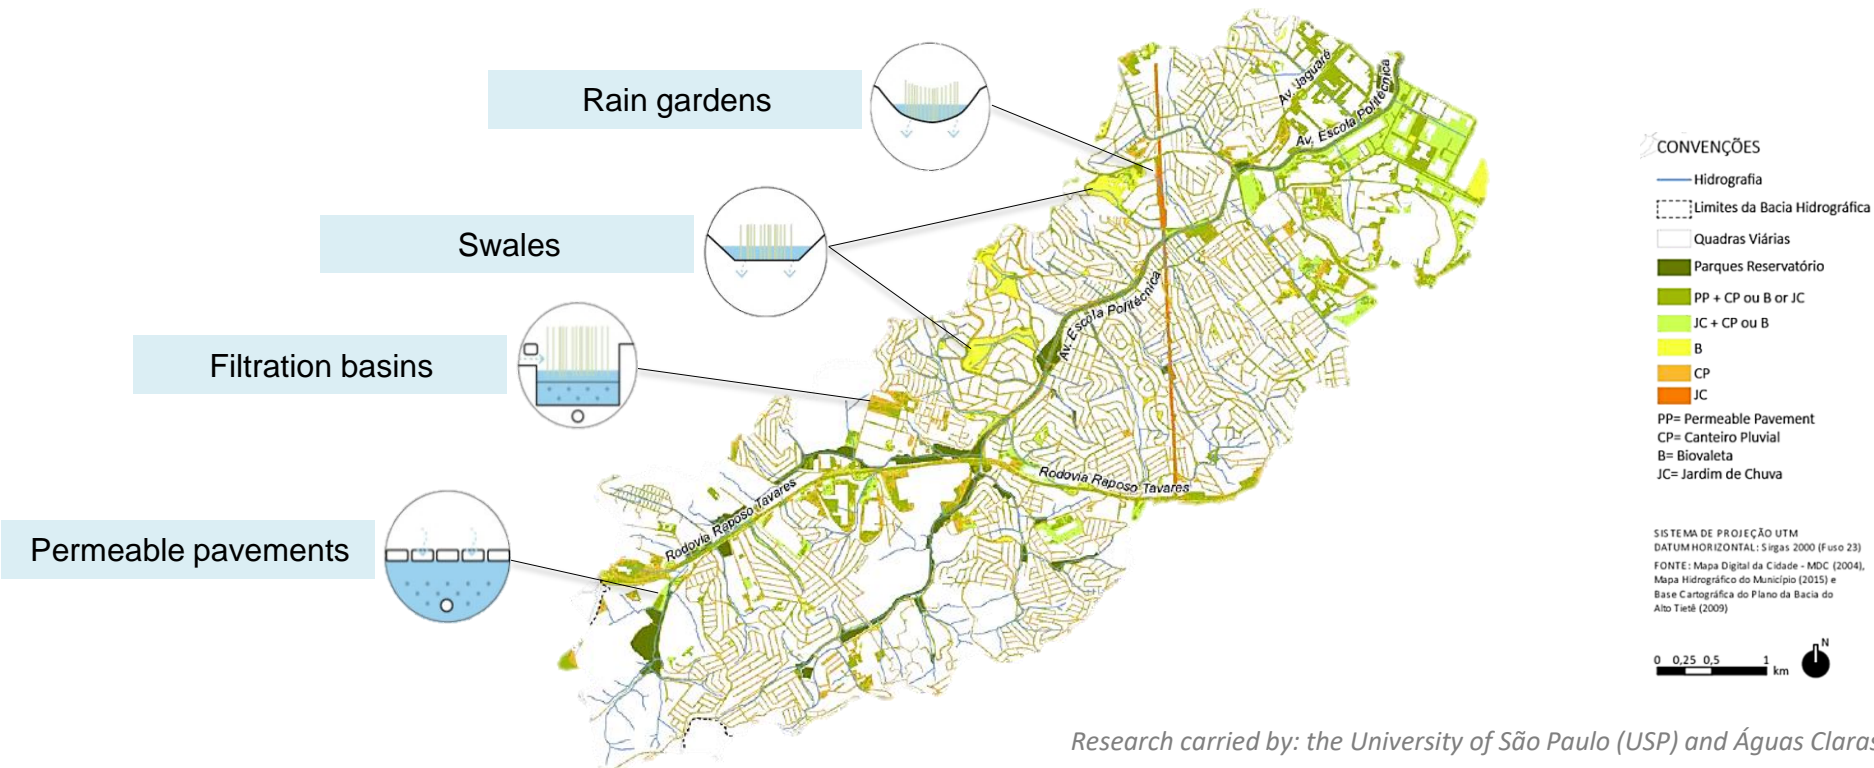 Rain gardens
Swales
Filtration basins
Permeable pavements
Av. Jaguaré
Av. Escola Politécnica
Av. Escola Politécnica
Rodovia Raposo Tavares
Rodovia Raposo Tavares
CONVENÇÕES
Hidrografia
Limites da Bacia Hidrográfica
Quadras Viárias
Parques Reservatório
PP + CP ou B or JC
JC + CP ou B
B
CP
JC
PP= Permeable Pavement
CP= Canteiro Pluvial
B= Biovaleta
JC= Jardim de Chuva
SISTEMA DE PROJEÇÃO UTM
DATUM HORIZONTAL: Sirgas 2000 (Fuso 23)
FONTE: Mapa Digital da Cidade - MDC (2004),
Mapa Hidrográfico do Município (2015) e
Base Cartográfica do Plano da Bacia do
Alto Tietê (2009)
N
0 0,25 0,5 1 km
Research carried by: the University of São Paulo (USP) and Águas Claras